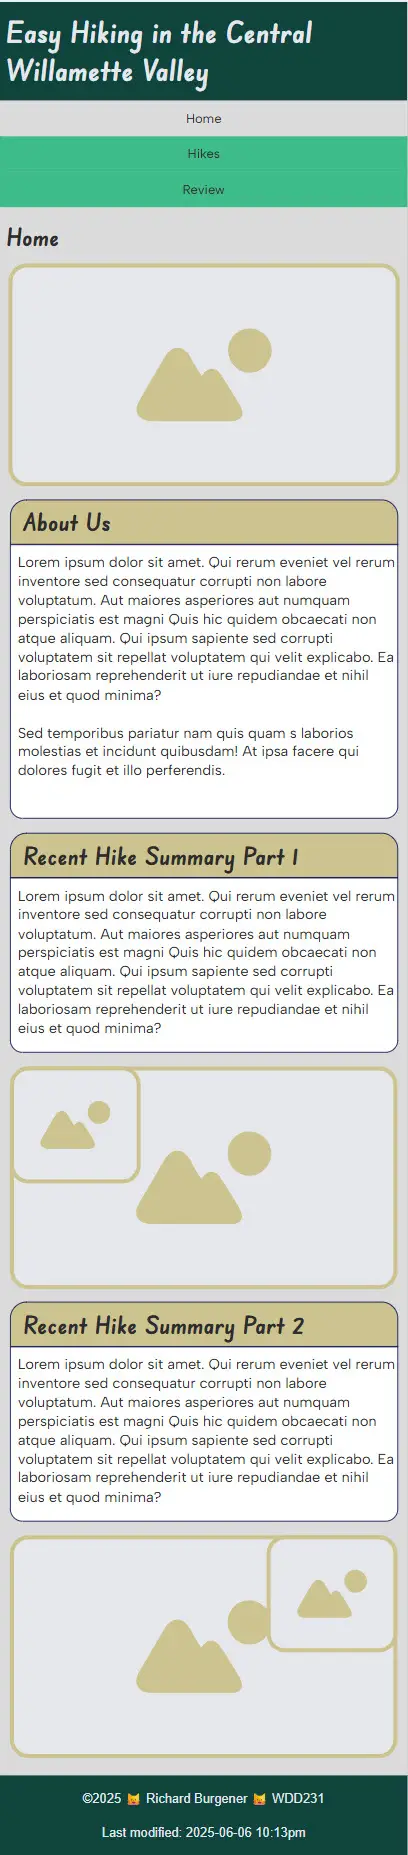 Easy Hiking in the Central
Willamette Valley
Home
Hikes
Review
Home
About Us
Lorem ipsum dolor sit amet. Qui rerum eveniet vel rerum
inventore sed consequatur corrupti non labore
voluptatum. Aut maiores asperiores aut numquam
perspiciatis est magni Quis hic quidem obcaecati non
atque aliquam. Qui ipsum sapiente sed corrupti
voluptatem sit repellat voluptatem qui velit explicabo. Ea
laboriosam reprehenderit ut iure repudiandae et nihil
eius et quod minima?
Sed temporibus pariatur nam quis quam s laborios
molestias et incidunt quibusdam! At ipsa facere qui
dolores fugit et illo perferendis.
Recent Hike Summary Part 1
Lorem ipsum dolor sit amet. Qui rerum eveniet vel rerum
inventore sed consequatur corrupti non labore
voluptatum. Aut maiores asperiores aut numquam
perspiciatis est magni Quis hic quidem obcaecati non
atque aliquam. Qui ipsum sapiente sed corrupti
voluptatem sit repellat voluptatem qui velit explicabo. Ea
laboriosam reprehenderit ut iure repudiandae et nihil
eius et quod minima?
Recent Hike Summary Part 2
Lorem ipsum dolor sit amet. Qui rerum eveniet vel rerum
inventore sed consequatur corrupti non labore
voluptatum. Aut maiores asperiores aut numquam
perspiciatis est magni Quis hic quidem obcaecati non
atque aliquam. Qui ipsum sapiente sed corrupti
voluptatem sit repellat voluptatem qui velit explicabo. Ea
laboriosam reprehenderit ut iure repudiandae et nihil
eius et quod minima?
©2025 🐱 Richard Burgener 🐱 WDD231
Last modified: 2025-06-06 10:13pm